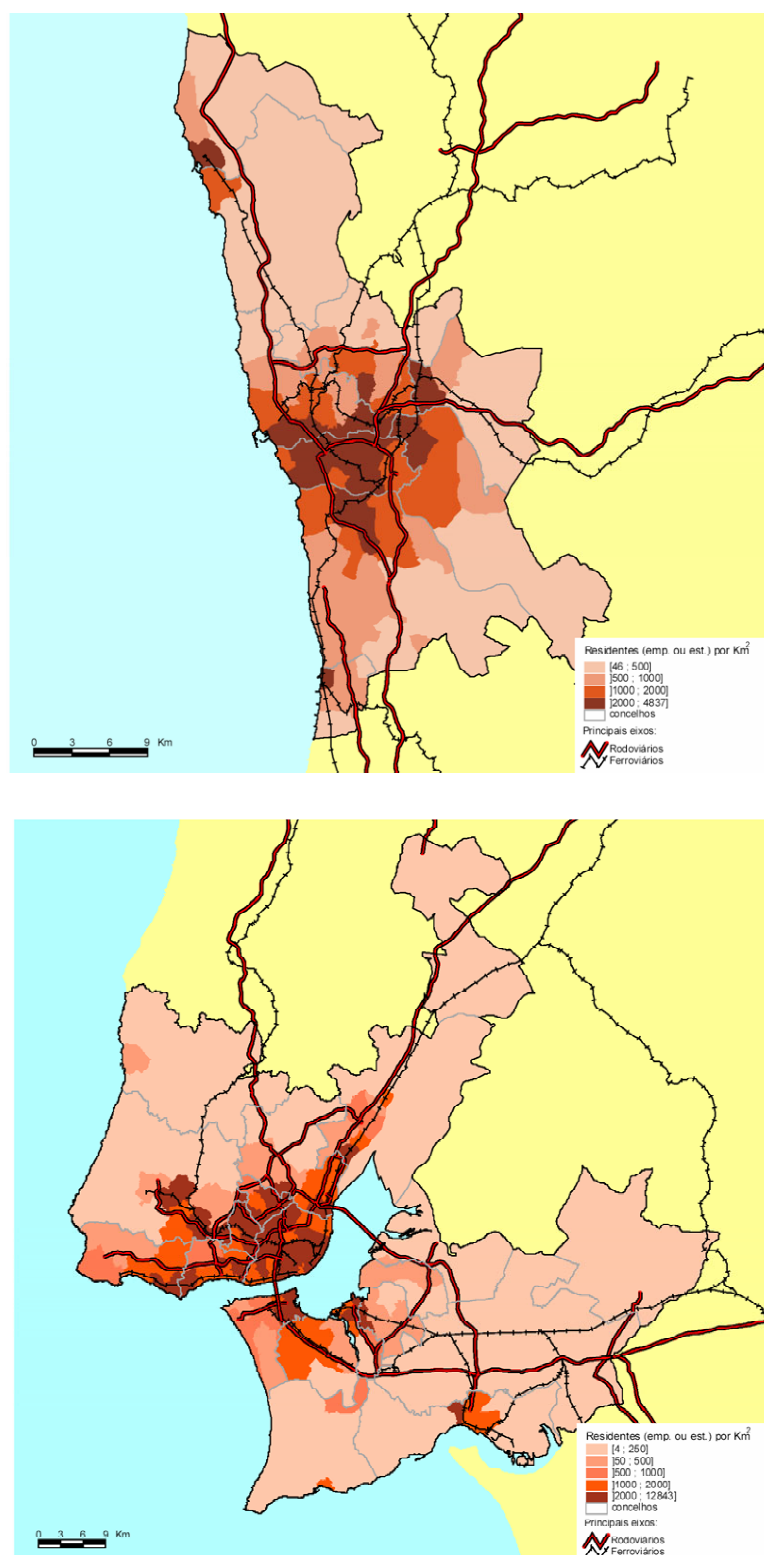 Residentes (emp. ou est.) por Km²
[46 ; 500]
]500 ; 1000]
]1000 ; 2000]
]2000 ; 4837]
concelhos
Principais eixos:
Rodoviários
Ferroviários
0 3 6 9 Km
Residentes (emp. ou est.) por Km²
[4 ; 250]
]50 ; 500]
]500 ; 1000]
]1000 ; 2000]
]2000 ; 12843]
concelhos
Principais eixos:
Rodoviários
Ferroviários
0 3 6 9 Km